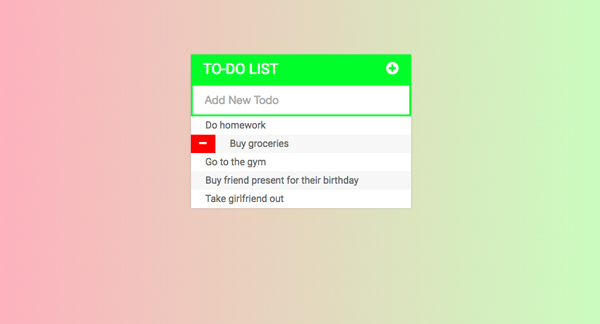 TO-DO LIST
Add New Todo
Do homework
Buy groceries
Go to the gym
Buy friend present for their birthday
Take girlfriend out